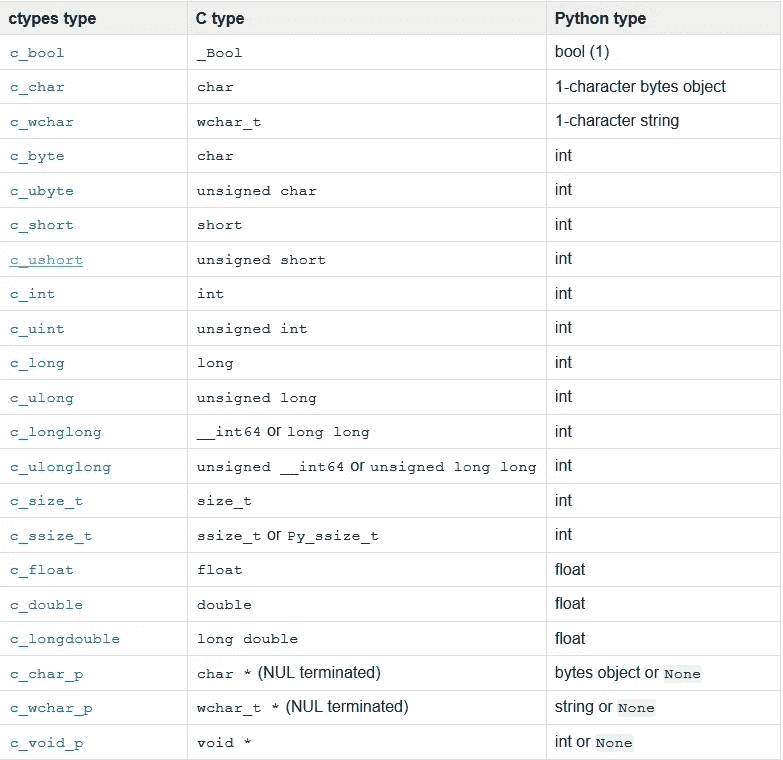 ctypes type C type Python type
c_bool _Bool bool (1)
c_char char 1-character bytes object
c_wchar wchar_t 1-character string
c_byte char int
c_ubyte unsigned char int
c_short short int
c_ushort unsigned short int
c_int int int
c_uint unsigned int int
c_long long int
c_ulong unsigned long int
c_longlong __int64 or long long int
c_ulonglong unsigned __int64 or unsigned long long int
c_size_t size_t int
c_ssize_t ssize_t or Py_ssize_t int
c_float float float
c_double double float
c_longdouble long double float
c_char_p char * (NUL terminated) bytes object or None
c_wchar_p wchar_t * (NUL terminated) string or None
c_void_p void * int or None